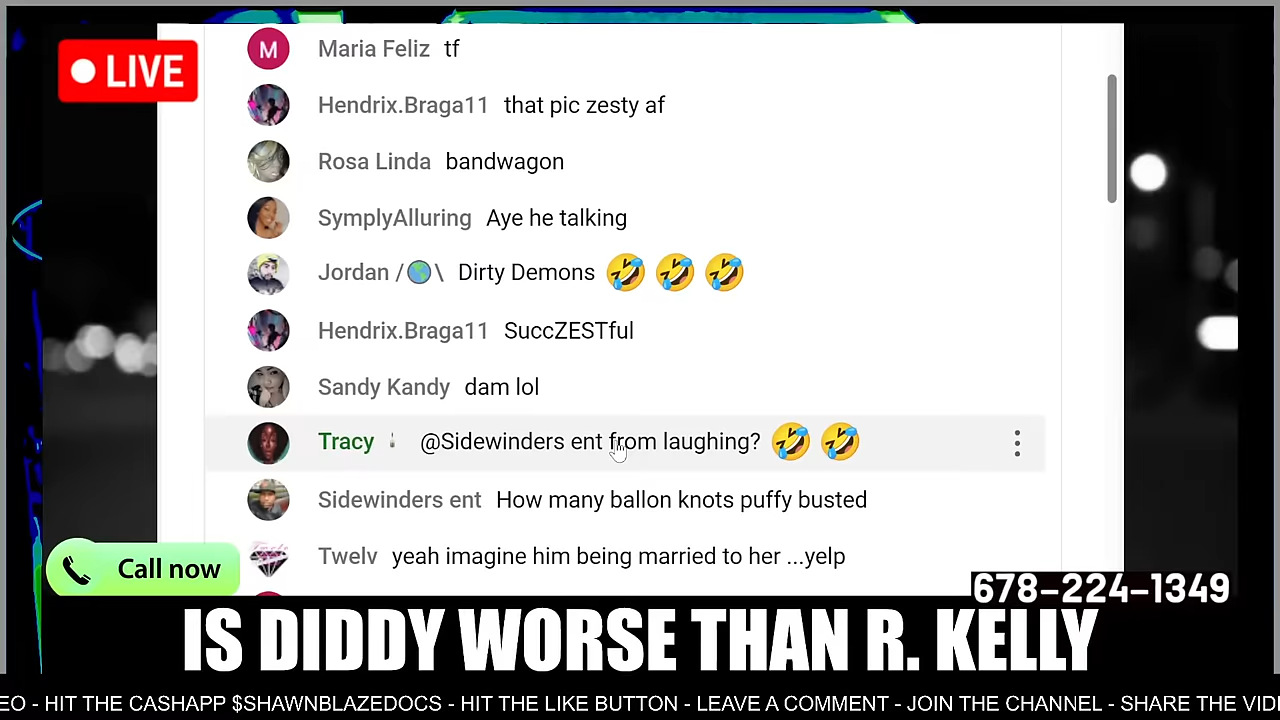 LIVE
M Maria Feliz tf
Hendrix.Braga11 that pic zesty af
Rosa Linda bandwagon
SymplyAlluring Aye he talking
Jordan /🌎\ Dirty Demons 🤣 🤣 🤣
Hendrix.Braga11 SuccZESTful
Sandy Kandy dam lol
Tracy @Sidewinders ent from laughing? 🤣 🤣
Sidewinders ent How many ballon knots puffy busted
Twelv yeah imagine him being married to her ...yelp
Call now
678-224-1349
IS DIDDY WORSE THAN R. KELLY
EO - HIT THE CASHAPP $SHAWNBLAZEDOCS - HIT THE LIKE BUTTON - LEAVE A COMMENT - JOIN THE CHANNEL - SHARE THE VID